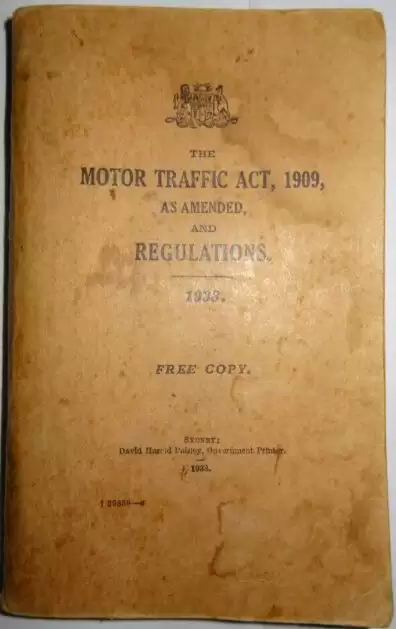 THE
MOTOR TRAFFIC ACT, 1909,
AS AMENDED,
AND
REGULATIONS.
1933.
FREE COPY.
SYDNEY:
David Harold Paisley, Government Printer.
1933.